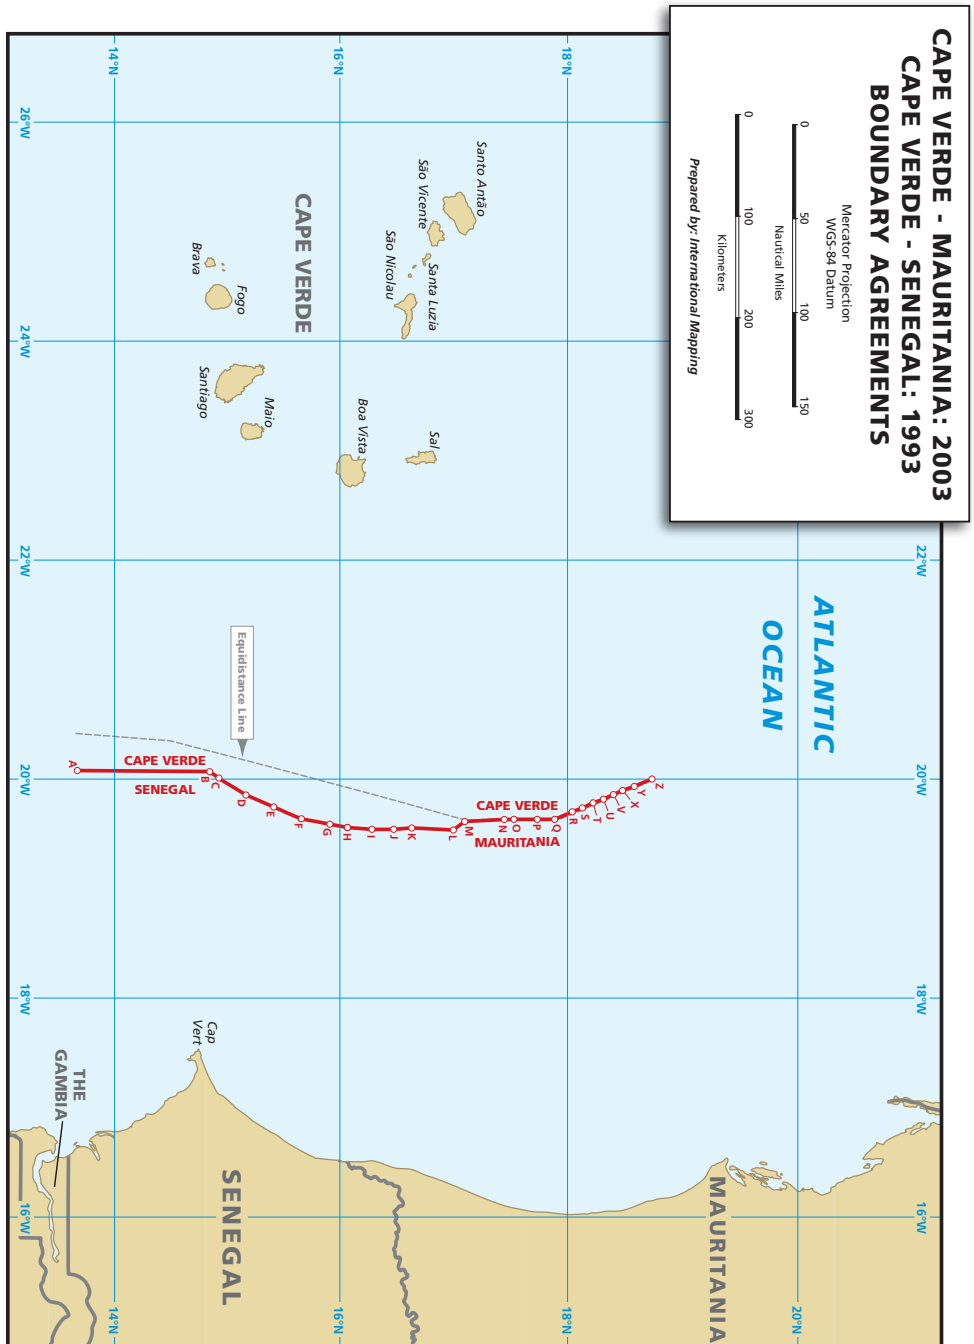 CAPE VERDE - MAURITANIA: 2003
CAPE VERDE - SENEGAL: 1993
BOUNDARY AGREEMENTS
Mercator Projection
WGS-84 Datum
0 50 100 150
Nautical Miles
0 100 200 300
Kilometers
Prepared by: International Mapping
22°W
20°W
18°W
16°W
20°N
18°N
18°N
16°N
16°N
14°N
14°N
26°W
24°W
22°W
20°W
18°W
16°W
ATLANTIC
OCEAN
Santo Antão
São Vicente
Santa Luzia
São Nicolau
Sal
Boa Vista
CAPE VERDE
Maio
Santiago
Fogo
Brava
Equidistance Line
Z
Y
X
V
U
T
S
R
Q
P
O
N
M
L
K
J
I
H
G
F
E
D
C
B
A
CAPE VERDE
MAURITANIA
CAPE VERDE
SENEGAL
MAURITANIA
SENEGAL
Cap
Vert
THE
GAMBIA